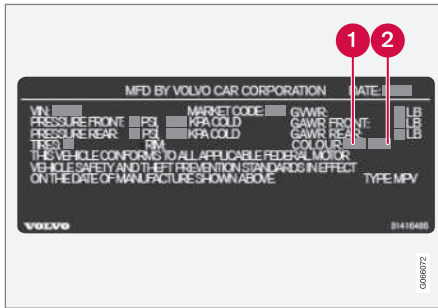 1 2
MFD BY VOLVO CAR CORPORATION DATE:
VIN: MARKET CODE: GVWR: LB
PRESSURE FRONT: PSI, KPA COLD GAWR FRONT: LB
PRESSURE REAR: PSI, KPA COLD GAWR REAR: LB
TIRES: RIM: COLOUR:
THIS VEHICLE CONFORMS TO ALL APPLICABLE FEDERAL MOTOR
VEHICLE SAFETY AND THEFT PREVENTION STANDARDS IN EFFECT
ON THE DATE OF MANUFACTURE SHOWN ABOVE TYPE: MPV
VOLVO 31416486
G066072